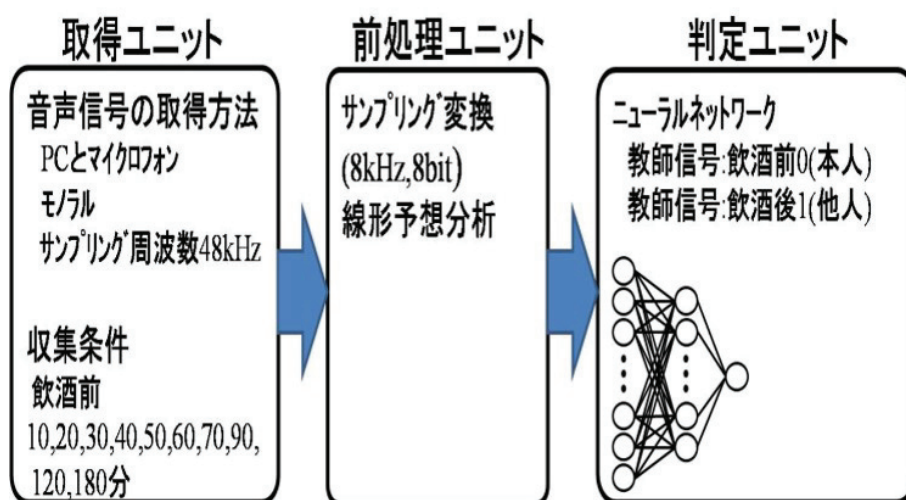 取得ユニット
音声信号の取得方法
PCとマイクロフォン
モノラル
サンプリング周波数48kHz
収集条件
飲酒前
10,20,30,40,50,60,70,90,
120,180分
前処理ユニット
サンプリング変換
(8kHz,8bit)
線形予想分析
判定ユニット
ニューラルネットワーク
教師信号:飲酒前0(本人)
教師信号:飲酒後1(他人)